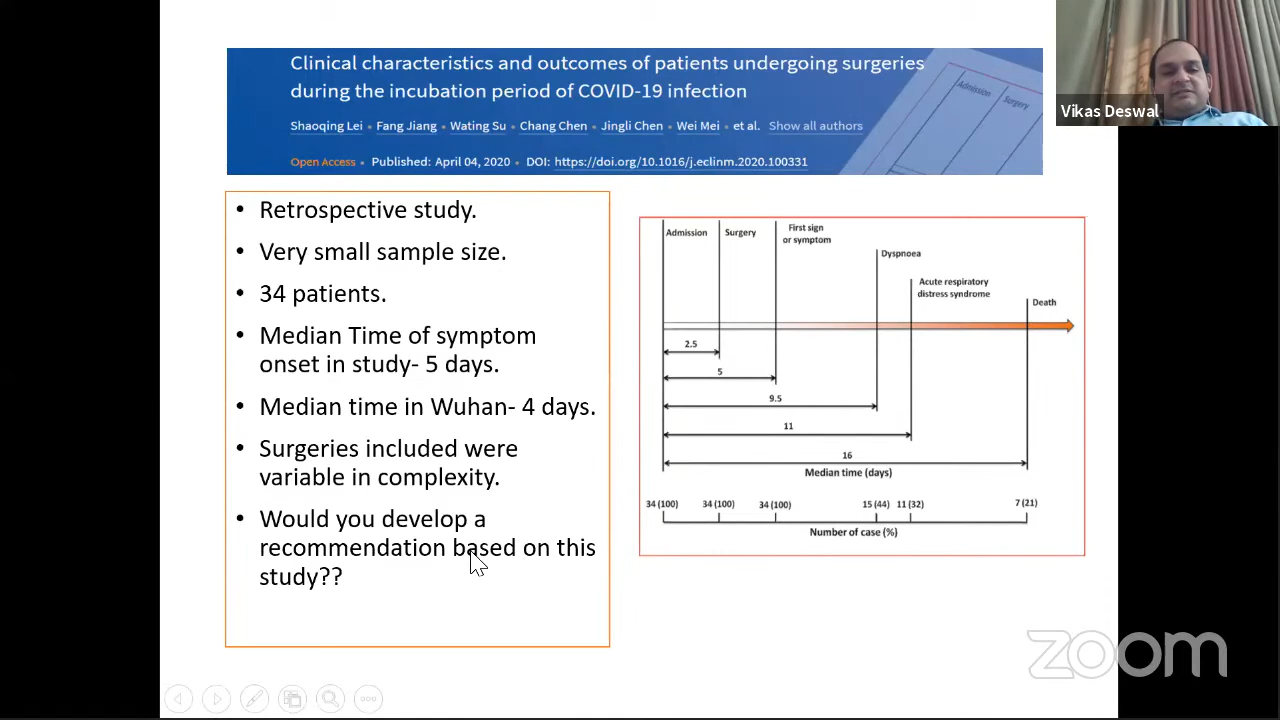 Clinical characteristics and outcomes of patients undergoing surgeries
during the incubation period of COVID-19 infection
Shaoqing Lei • Fang Jiang • Wating Su • Chang Chen • Jingli Chen • Wei Mei • et al. Show all authors
Open Access • Published: April 04, 2020 • DOI: https://doi.org/10.1016/j.eclinm.2020.100331
Admission
Surgery
Vikas Deswal
• Retrospective study.
• Very small sample size.
• 34 patients.
• Median Time of symptom
onset in study- 5 days.
• Median time in Wuhan- 4 days.
• Surgeries included were
variable in complexity.
• Would you develop a
recommendation based on this
study??
Admission
Surgery
First sign
or symptom
Dyspnoea
Acute respiratory
distress syndrome
Death
2.5
5
9.5
11
16
Median time (days)
34 (100) 34 (100) 34 (100) 15 (44) 11 (32) 7 (21)
Number of case (%)
zoom